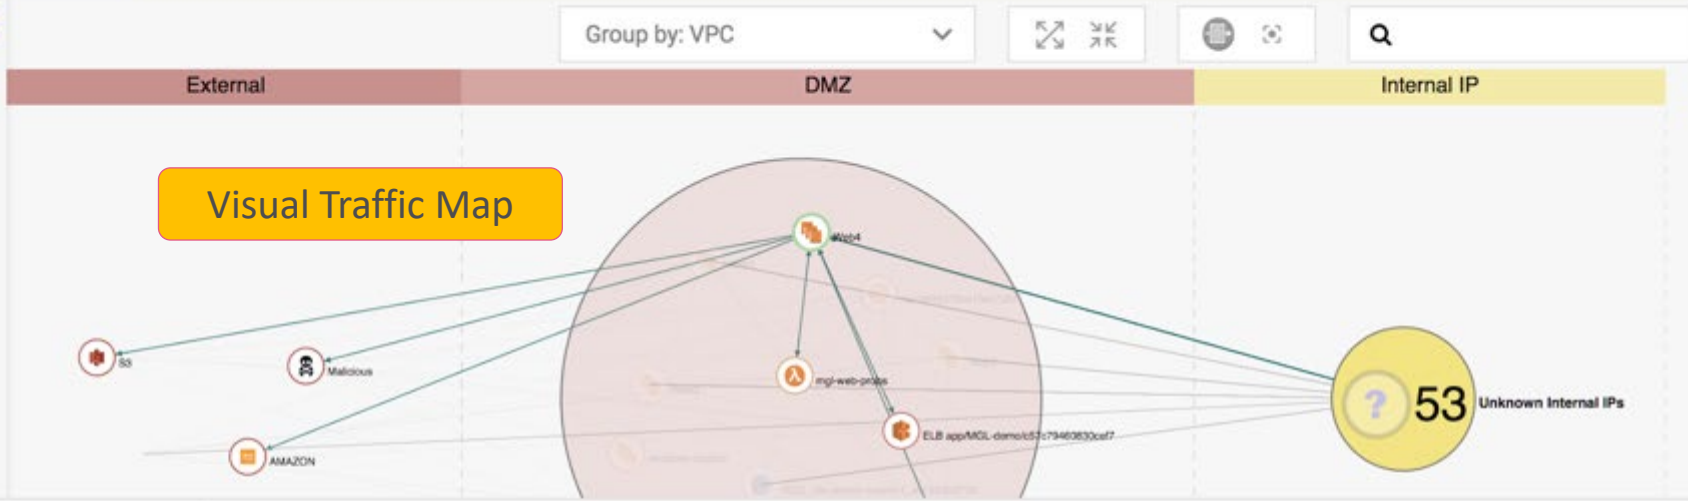 Group by: VPC
External
DMZ
Internal IP
Visual Traffic Map
Web4
S3
Malicious
mgl-web-probs
53 Unknown Internal IPs
ELB app/MGL-demo/c57c79460830cef7
AMAZON